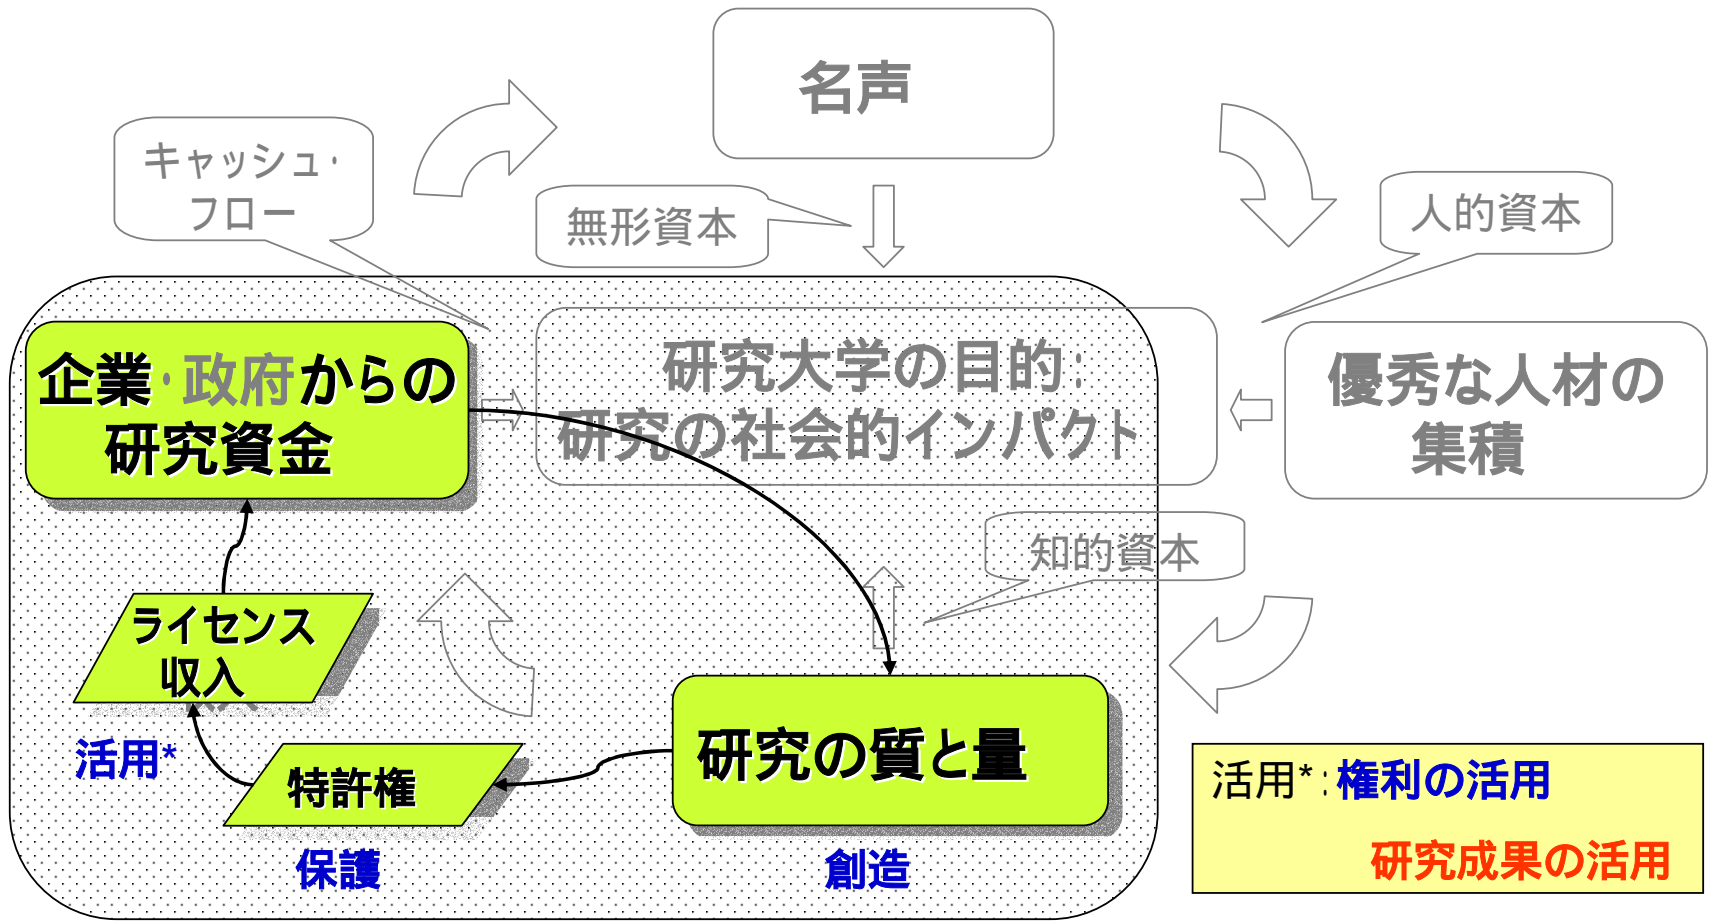 名声
キャッシュ・
フロー
無形資本
人的資本
企業・政府からの
研究資金
研究大学の目的:
研究の社会的インパクト
優秀な人材の
集積
知的資本
ライセンス
収入
活用*
特許権
研究の質と量
保護
創造
活用*:権利の活用
研究成果の活用